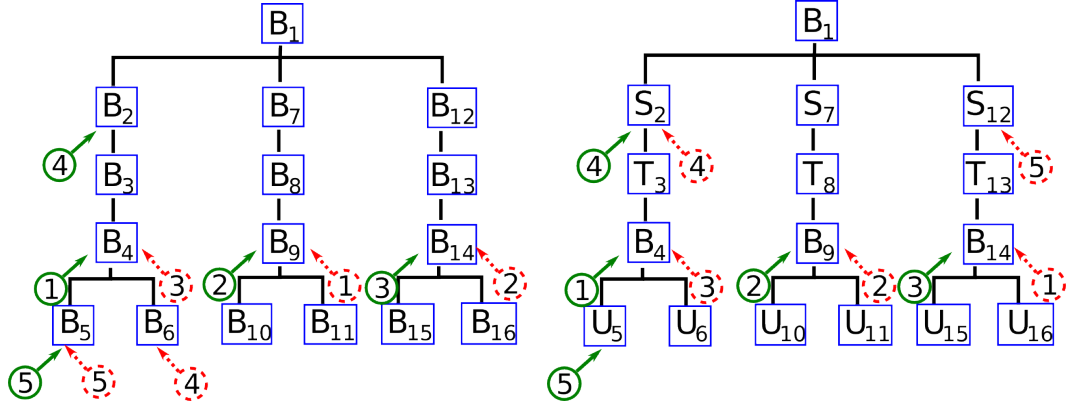 B1 B1
B2 B7 B12 S2 S7 S12
4 4 4 5
B3 B8 B13 T3 T8 T13
B4 B9 B14 B4 B9 B14
1 3 2 1 3 2 1 3 2 2 3 1
B5 B6 B10 B11 B15 B16 U5 U6 U10 U11 U15 U16
5 5 4 5